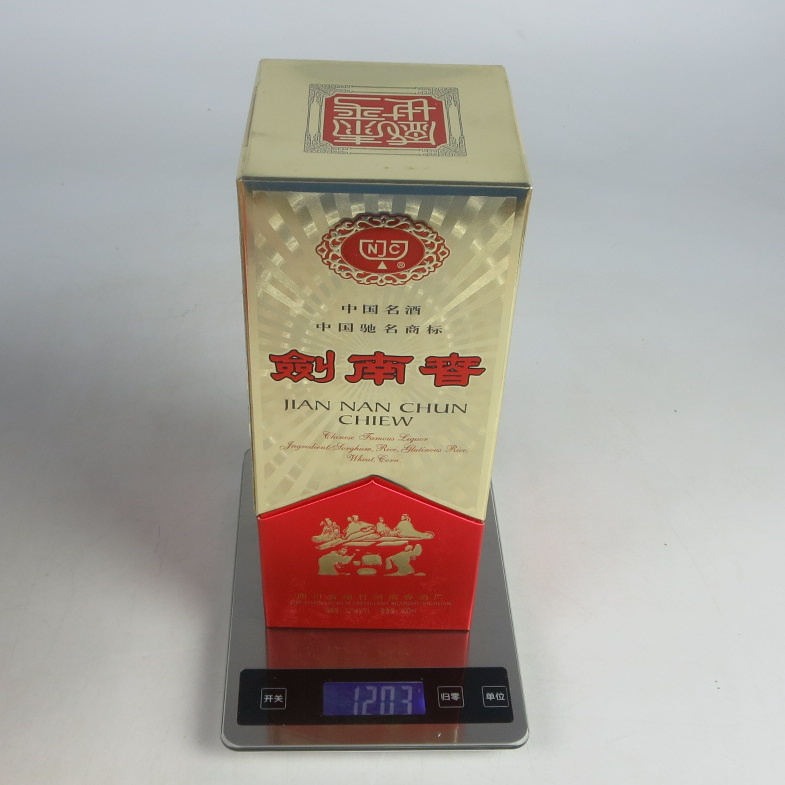 NJC
®
中国名酒
中国驰名商标
劍南春
JIAN NAN CHUN
CHIEW
Chinese Famous Liquor
Ingredient: Sorghum, Rice, Glutinous Rice,
Wheat, Corn
开关
1203
归零
单位